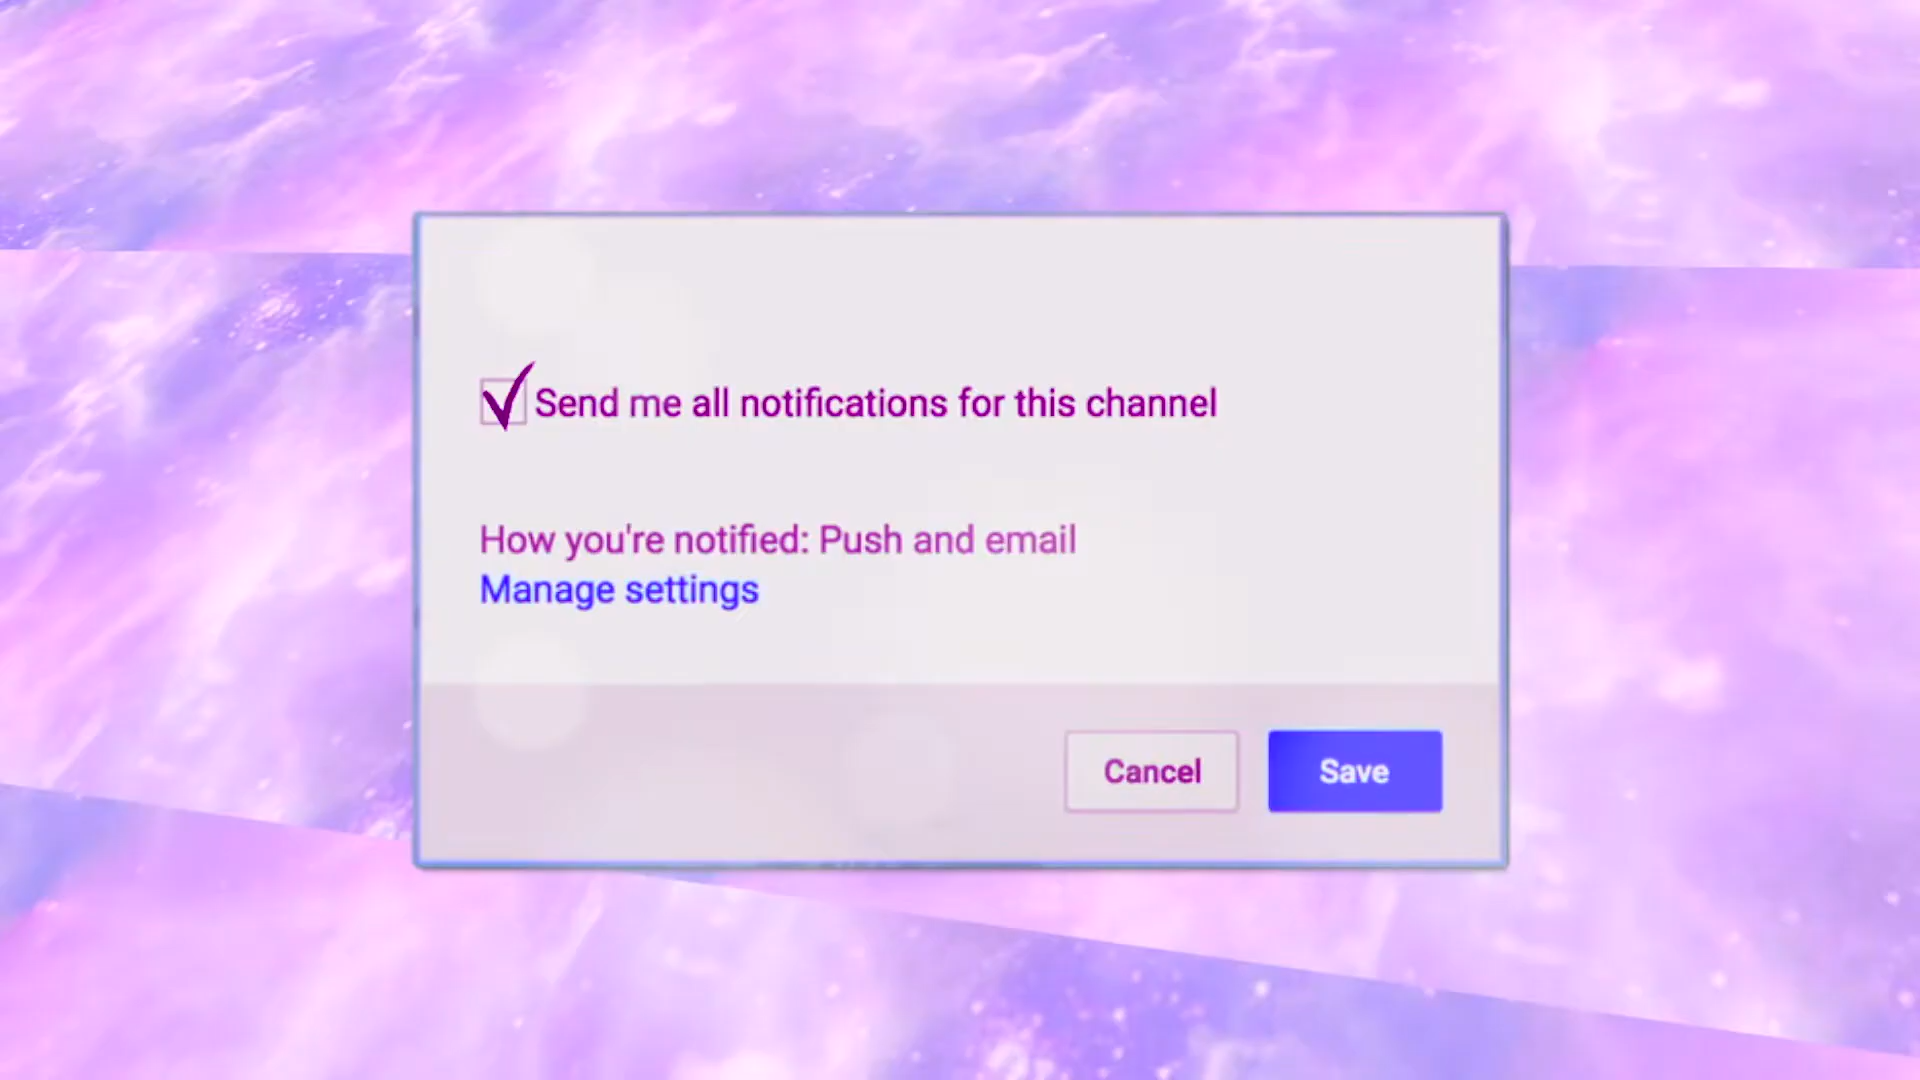 Send me all notifications for this channel
How you're notified: Push and email
Manage settings
Cancel
Save